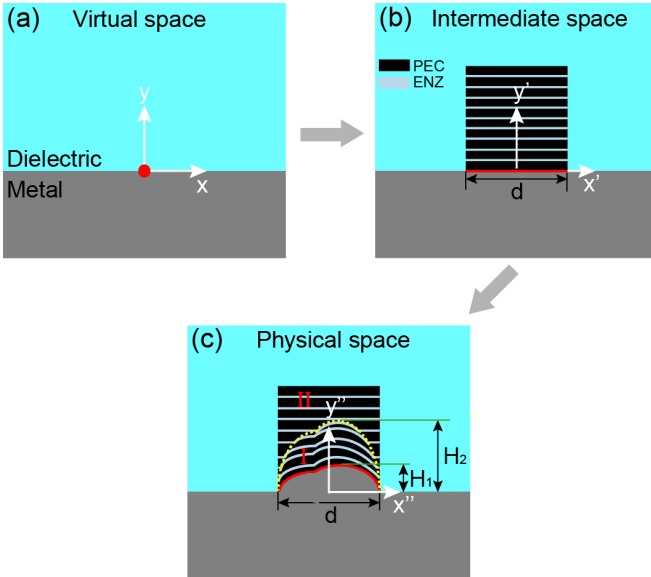 (a) Virtual space
y
Dielectric
Metal
x
(b) Intermediate space
PEC
ENZ
y'
x'
d
(c) Physical space
II
y''
I
H₂
H₁
x''
d